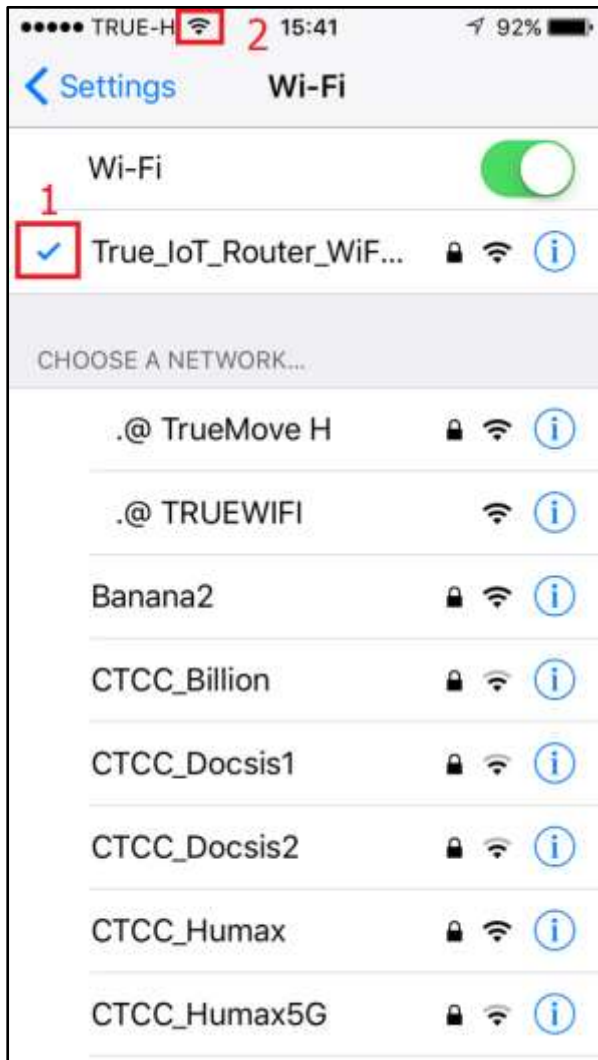 TRUE-H 2 15:41 92%
Settings Wi-Fi
Wi-Fi
1
True_IoT_Router_WiF...
CHOOSE A NETWORK...
.@ TrueMove H
.@ TRUEWIFI
Banana2
CTCC_Billion
CTCC_Docsis1
CTCC_Docsis2
CTCC_Humax
CTCC_Humax5G